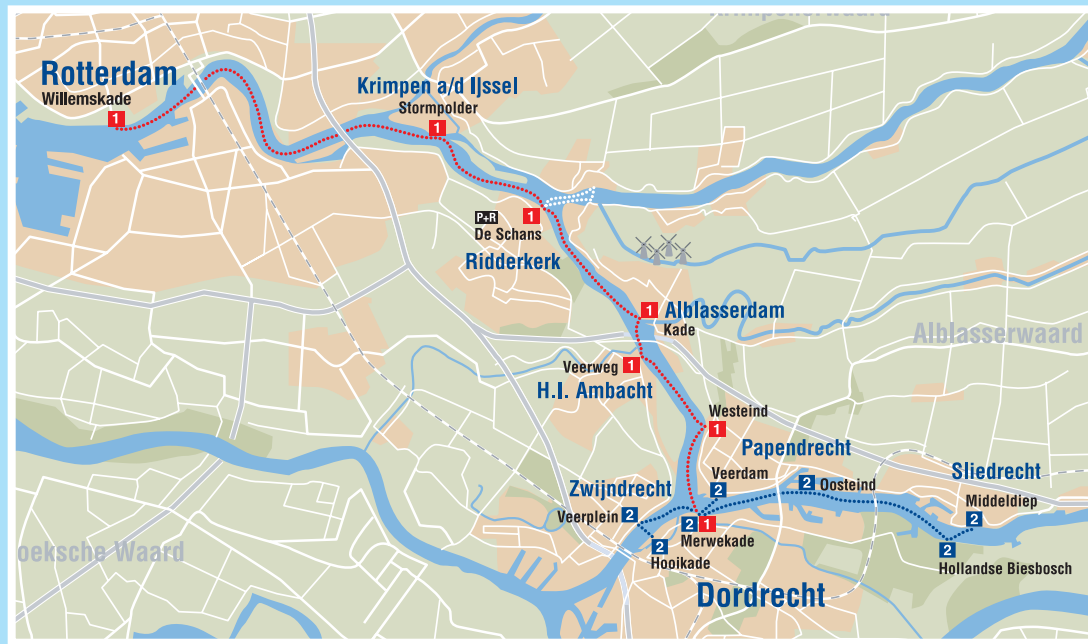 Krimpenerwaard
Rotterdam
Willemskade
1
Krimpen a/d IJssel
Stormpolder
1
P+R
1
De Schans
Ridderkerk
1
Alblasserdam
Kade
Alblasserwaard
Veerweg
1
H.I. Ambacht
Westeind
1
Papendrecht
Veerdam
2
2
Oosteind
Sliedrecht
Middeldiep
2
Zwijndrecht
Veerplein
2
2
1
Merwekade
2
Hooikade
2
Hollandse Biesbosch
oeksche Waard
Dordrecht